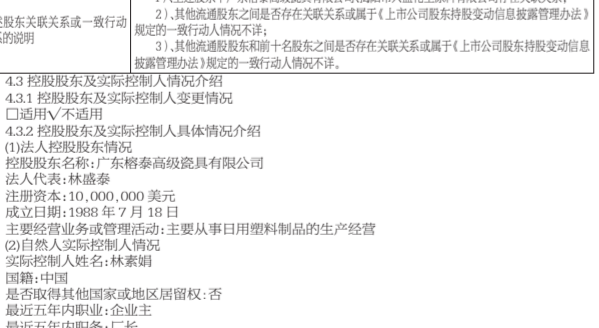 2）、其他流通股东之间是否存在关联关系或属于《上市公司股东持股变动信息披露管理办法》
述股东关联关系或一致行动
规定的一致行动人情况不详；
系的说明
3）、其他流通股股东和前十名股东之间是否存在关联关系或属于《上市公司股东持股变动信息
披露管理办法》规定的一致行动人情况不详。
4.3 控股股东及实际控制人情况介绍
4.3.1 控股股东及实际控制人变更情况
□适用√不适用
4.3.2 控股股东及实际控制人具体情况介绍
(1)法人控股股东情况
控股股东名称:广东榕泰高级瓷具有限公司
法人代表:林盛泰
注册资本:10,000,000 美元
成立日期:1988 年 7 月 18 日
主要经营业务或管理活动:主要从事日用塑料制品的生产经营
(2)自然人实际控制人情况
实际控制人姓名:林素娟
国籍:中国
是否取得其他国家或地区居留权:否
最近五年内职业:企业主
最近五年内职务:厂长